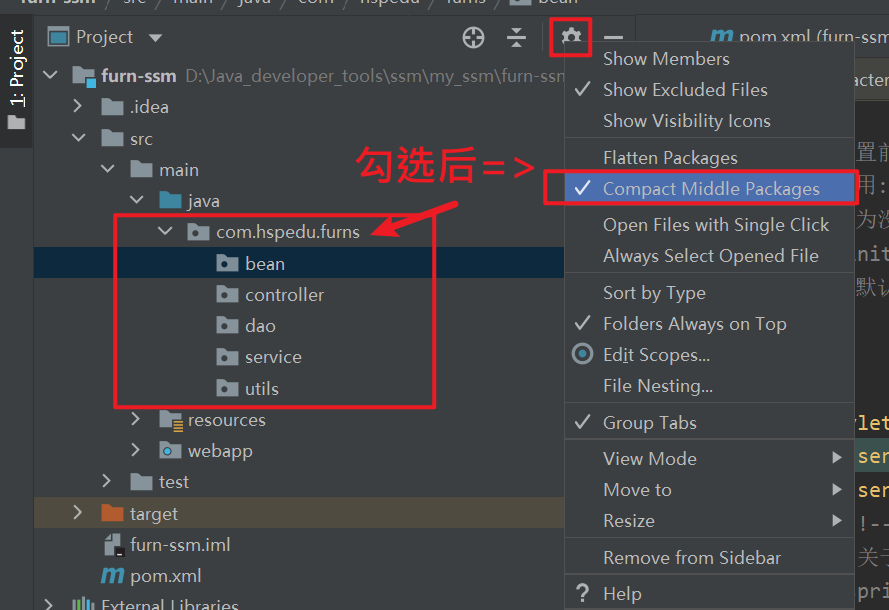 furn-ssm / src / main / java / com / hspedu / furns / bean
1: Project
Project
pom.xml (furn-ssm
furn-ssm D:\Java_developer_tools\ssm\my_ssm\furn-ssm
.idea
src
main
java
com.hspedu.furns
bean
controller
dao
service
utils
resources
webapp
test
target
furn-ssm.iml
pom.xml
External Libraries
勾选后=>
Show Members
Show Excluded Files
Show Visibility Icons
Flatten Packages
Compact Middle Packages
Open Files with Single Click
Always Select Opened File
Sort by Type
Folders Always on Top
Edit Scopes...
File Nesting...
Group Tabs
View Mode
Move to
Resize
Remove from Sidebar
? Help
acter
置前
用:
为没
init
默认
let
ser
ser
!--
关于
pri